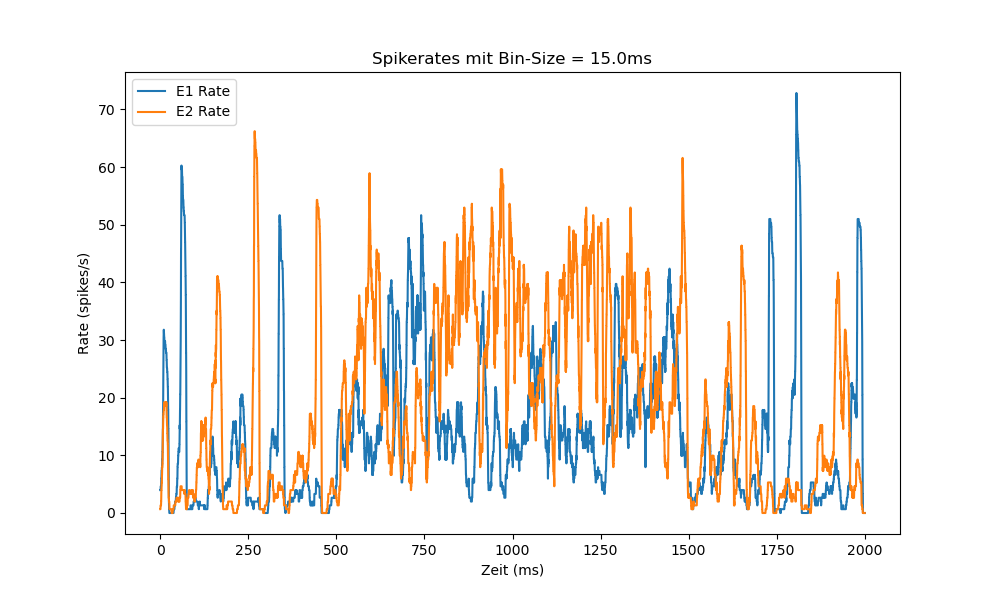 Spikerates mit Bin-Size = 15.0ms
E1 Rate
E2 Rate
Rate (spikes/s)
70
60
50
40
30
20
10
0
0 250 500 750 1000 1250 1500 1750 2000
Zeit (ms)